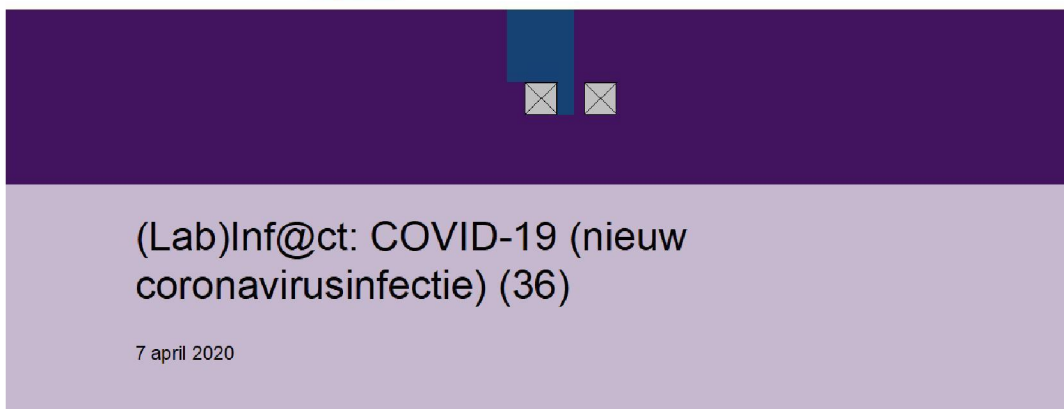 (Lab)Inf@ct: COVID-19 (nieuw
coronavirusinfectie) (36)
7 april 2020